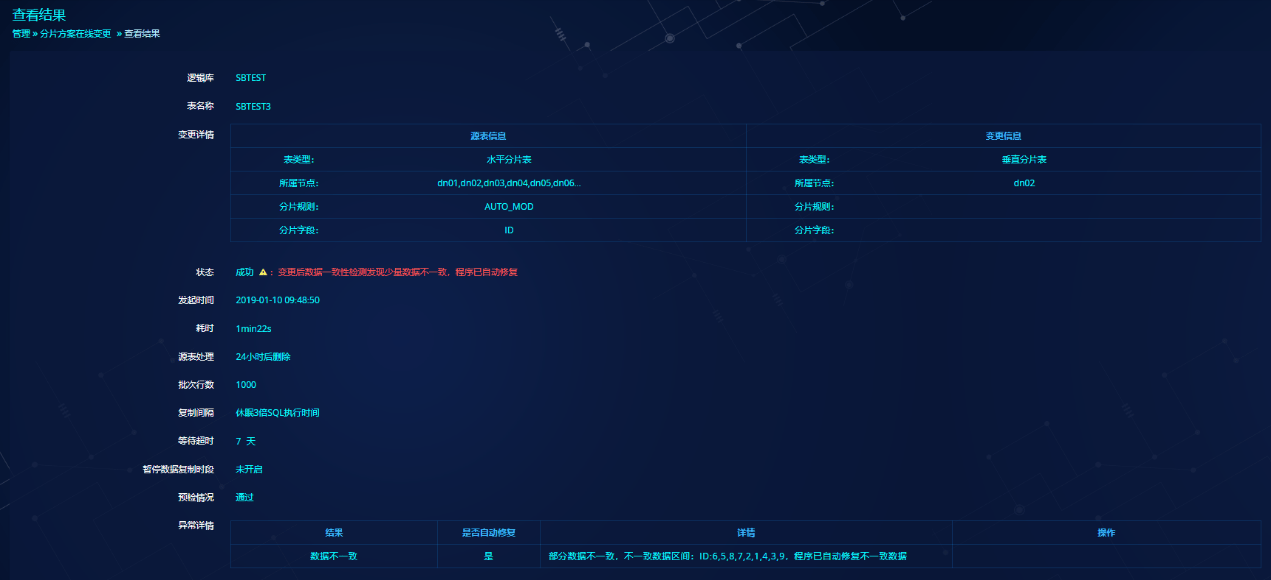 查看结果
管理 » 分片方案在线变更 » 查看结果
逻辑库 SBTEST
表名称 SBTEST3
变更详情 源表信息 变更信息
表类型: 水平分片表 表类型: 垂直分片表
所属节点: dn01,dn02,dn03,dn04,dn05,dn06... 所属节点: dn02
分片规则: AUTO_MOD 分片规则:
分片字段: ID 分片字段:
状态 成功 : 变更后数据一致性检测发现少量数据不一致，程序已自动修复
发起时间 2019-01-10 09:48:50
耗时 1min22s
源表处理 24小时后删除
批次行数 1000
复制间隔 休眠3倍SQL执行时间
等待超时 7 天
暂停数据复制时段 未开启
预检情况 通过
异常详情 结果 是否自动修复 详情 操作
数据不一致 是 部分数据不一致，不一致数据区间：ID:6,5,8,7,2,1,4,3,9，程序已自动修复不一致数据